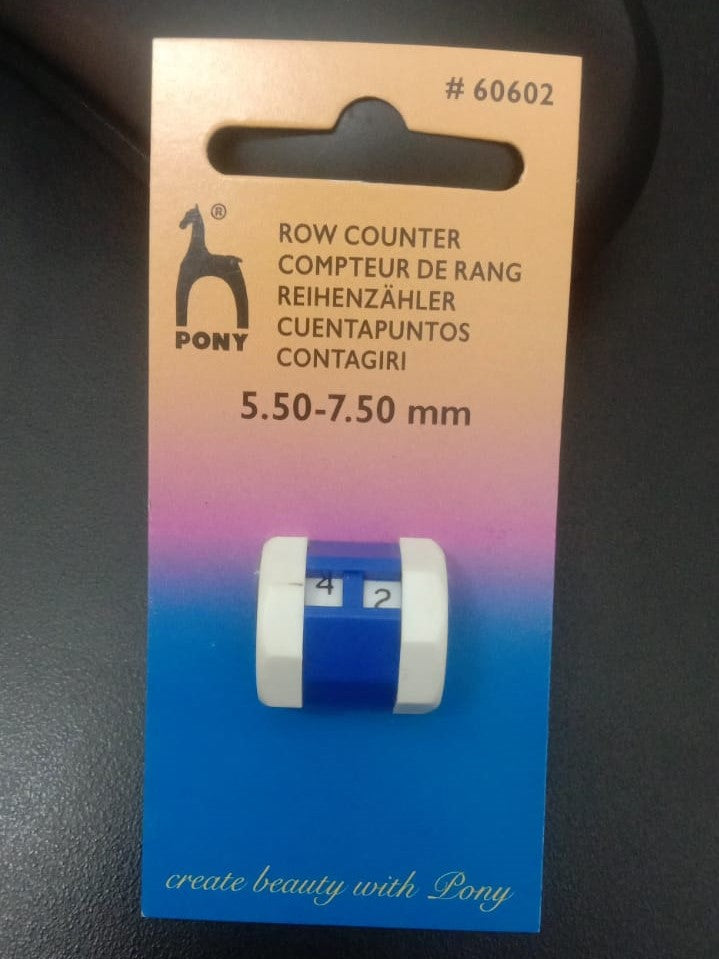 # 60602
®
PONY
ROW COUNTER
COMPTEUR DE RANG
REIHENZÄHLER
CUENTAPUNTOS
CONTAGIRI
5.50-7.50 mm
4 2
create beauty with Pony